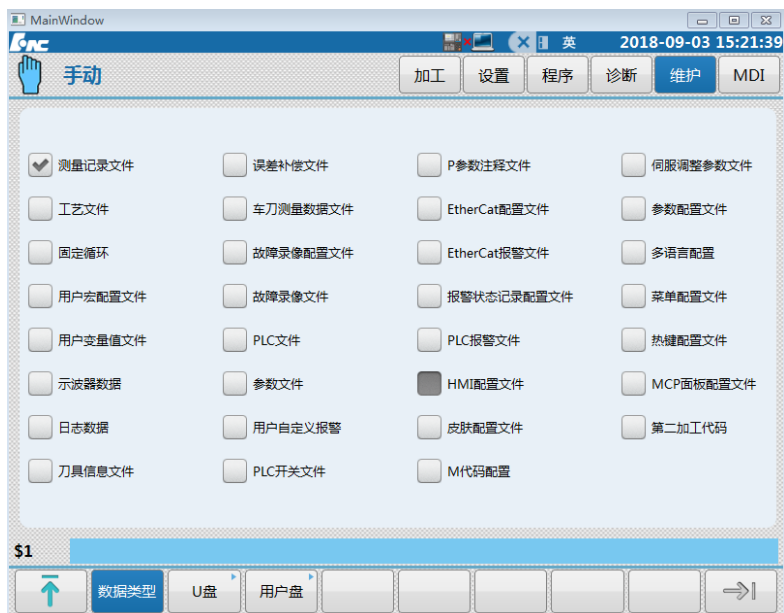 MainWindow
NC
英 2018-09-03 15:21:39
手动 加工 设置 程序 诊断 维护 MDI
测量记录文件 误差补偿文件 P参数注释文件 伺服调整参数文件
工艺文件 车刀测量数据文件 EtherCat配置文件 参数配置文件
固定循环 故障录像配置文件 EtherCat报警文件 多语言配置
用户宏配置文件 故障录像文件 报警状态记录配置文件 菜单配置文件
用户变量值文件 PLC文件 PLC报警文件 热键配置文件
示波器数据 参数文件 HMI配置文件 MCP面板配置文件
日志数据 用户自定义报警 皮肤配置文件 第二加工代码
刀具信息文件 PLC开关文件 M代码配置
$1
数据类型 U盘 用户盘